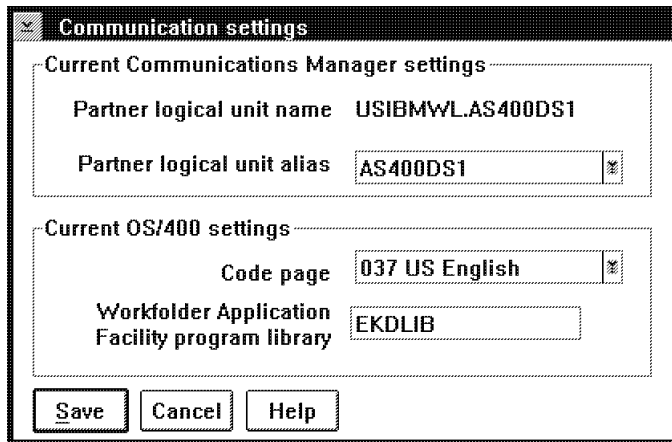 Communication settings
Current Communications Manager settings
Partner logical unit name USIBMWL.AS400DS1
Partner logical unit alias AS400DS1
Current OS/400 settings
Code page 037 US English
Workfolder Application
Facility program library EKDLIB
Save Cancel Help